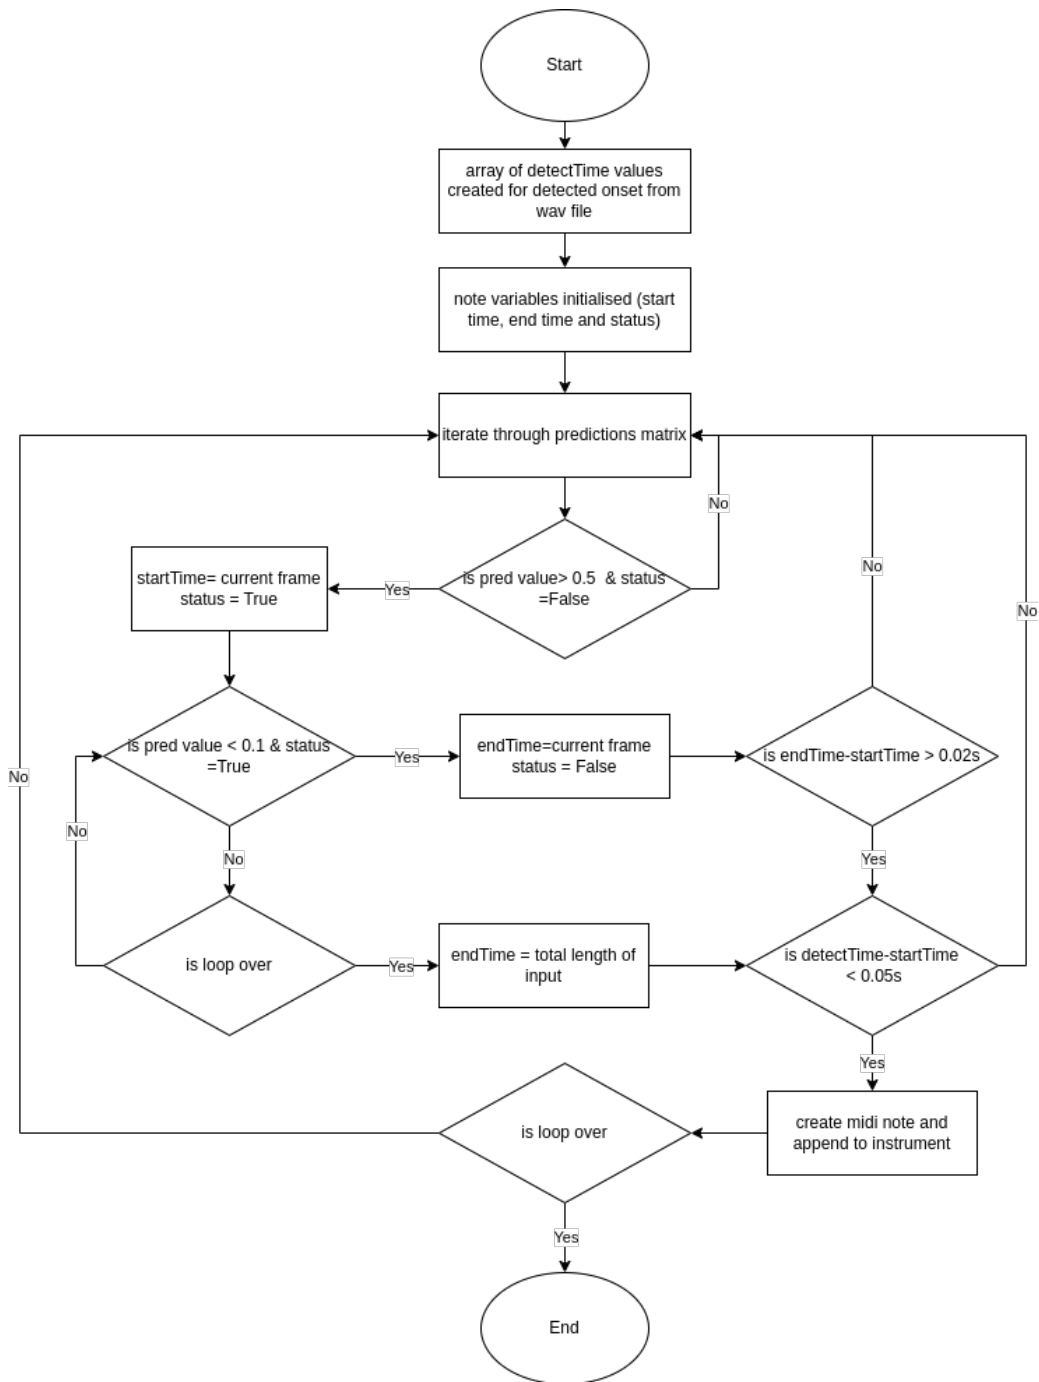 Start
array of detectTime values
created for detected onset from
wav file
note variables initialised (start
time, end time and status)
iterate through predictions matrix
No
is pred value> 0.5  & status
=False
Yes
startTime= current frame
status = True
No
No
is pred value < 0.1 & status
=True
Yes
endTime=current frame
status = False
is endTime-startTime > 0.02s
No
No
No
Yes
is loop over
Yes
endTime = total length of
input
is detectTime-startTime
< 0.05s
Yes
create midi note and
append to instrument
is loop over
Yes
End